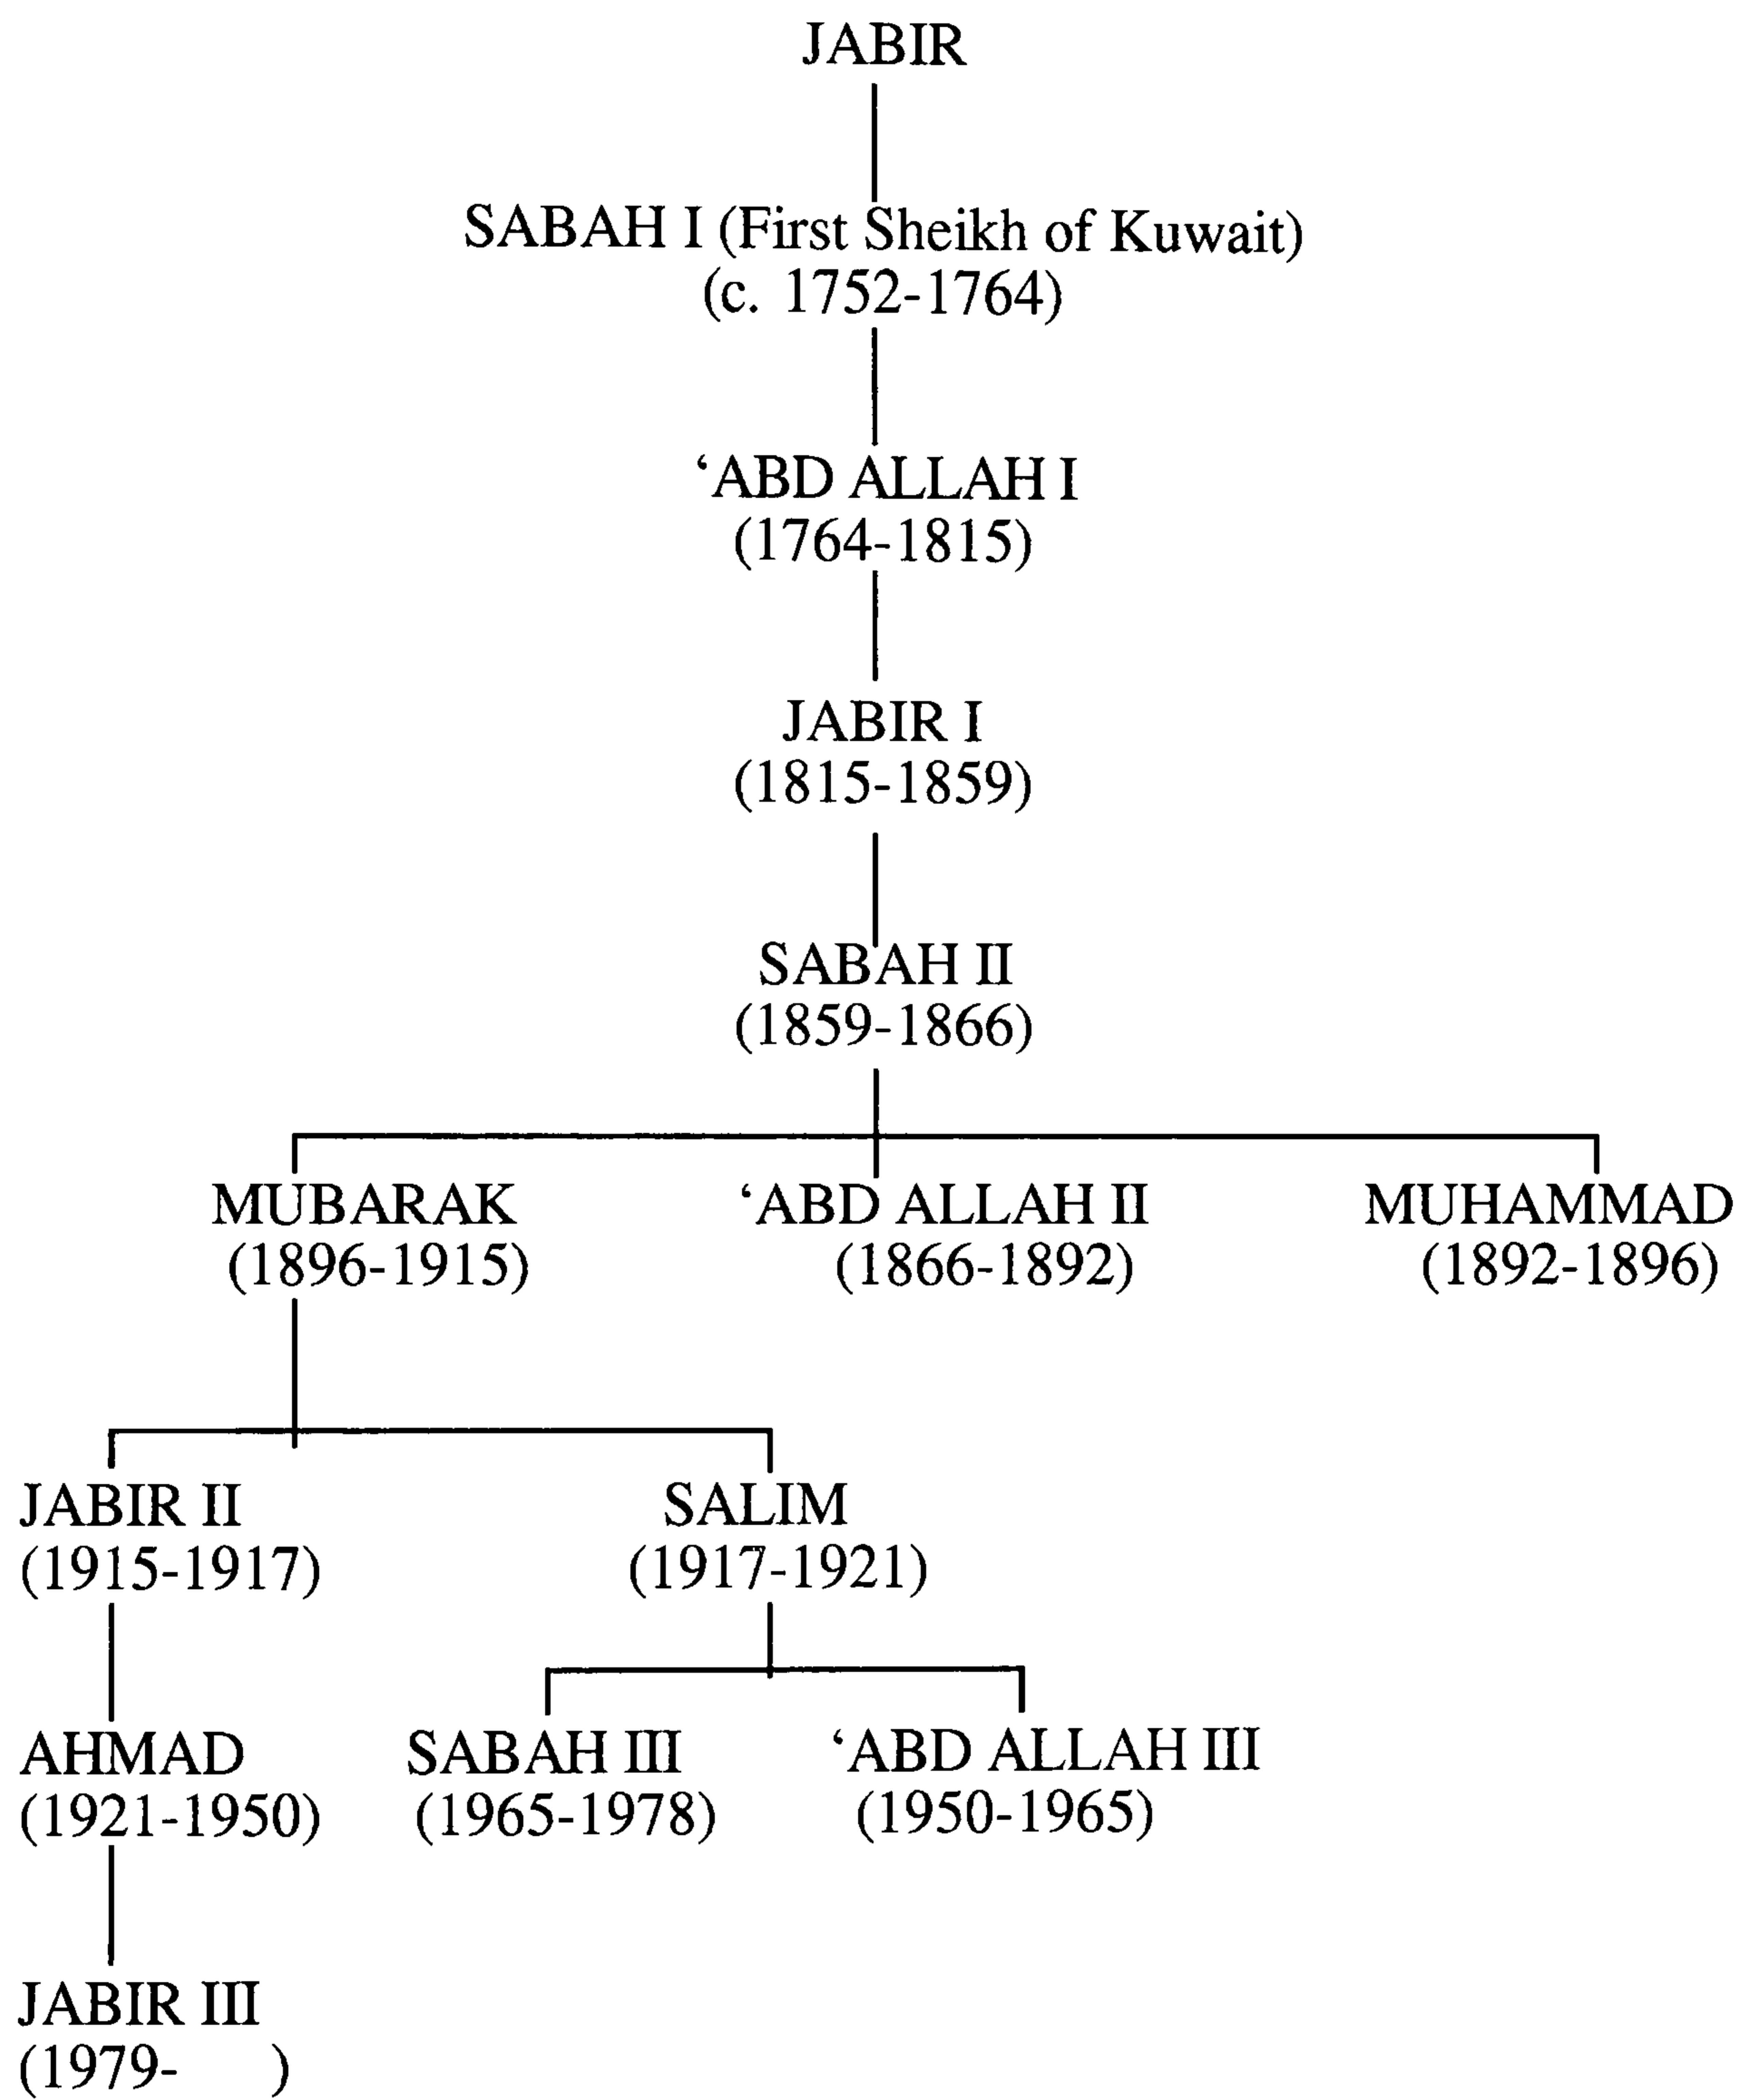 JABIR
SABAH I (First Sheikh of Kuwait)
(c. 1752-1764)
‘ABD ALLAH I
(1764-1815)
JABIR I
(1815-1859)
SABAH II
(1859-1866)
MUBARAK ‘ABD ALLAH II MUHAMMAD
(1896-1915) (1866-1892) (1892-1896)
JABIR II SALIM
(1915-1917) (1917-1921)
AHMAD SABAH III ‘ABD ALLAH III
(1921-1950) (1965-1978) (1950-1965)
JABIR III
(1979- )